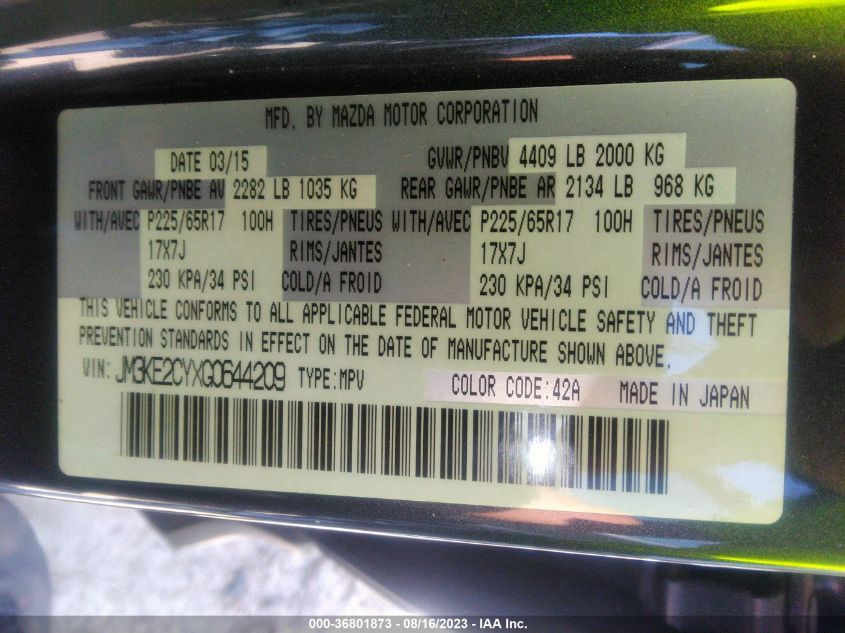 MFD. BY MAZDA MOTOR CORPORATION
DATE 03/15 GVWR/PNBV 4409 LB 2000 KG
FRONT GAWR/PNBE AV 2282 LB 1035 KG REAR GAWR/PNBE AR 2134 LB 968 KG
WITH/AVEC P225/65R17 100H TIRES/PNEUS WITH/AVEC P225/65R17 100H TIRES/PNEUS
17X7J RIMS/JANTES 17X7J RIMS/JANTES
230 KPA/34 PSI COLD/A FROID 230 KPA/34 PSI COLD/A FROID
THIS VEHICLE CONFORMS TO ALL APPLICABLE FEDERAL MOTOR VEHICLE SAFETY AND THEFT
PREVENTION STANDARDS IN EFFECT ON THE DATE OF MANUFACTURE SHOWN ABOVE.
VIN: JM3KE2CYXG0644209 TYPE:MPV COLOR CODE:42A MADE IN JAPAN
000-36801873 - 08/16/2023 - IAA Inc.